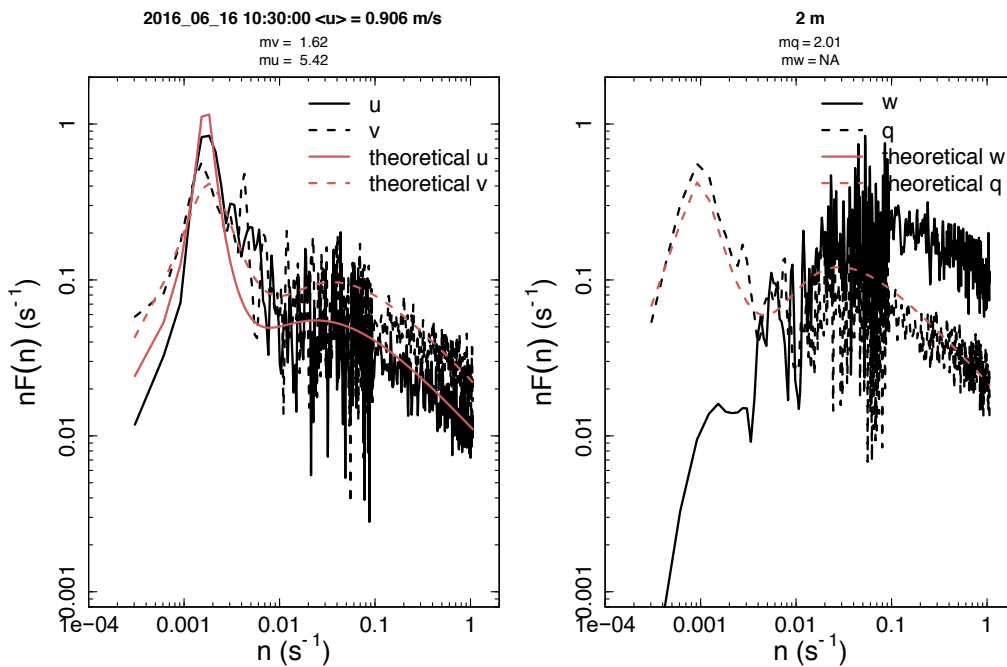 2016_06_16 10:30:00 <u> = 0.906 m/s
mv = 1.62
mu = 5.42
u
v
theoretical u
theoretical v
nF(n) (s⁻¹)
1
0.1
0.01
0.001
1e−04
0.001
0.01
0.1
1
n (s⁻¹)
2 m
mq = 2.01
mw = NA
w
q
theoretical w
theoretical q
nF(n) (s⁻¹)
1
0.1
0.01
0.001
1e−04
0.001
0.01
0.1
1
n (s⁻¹)